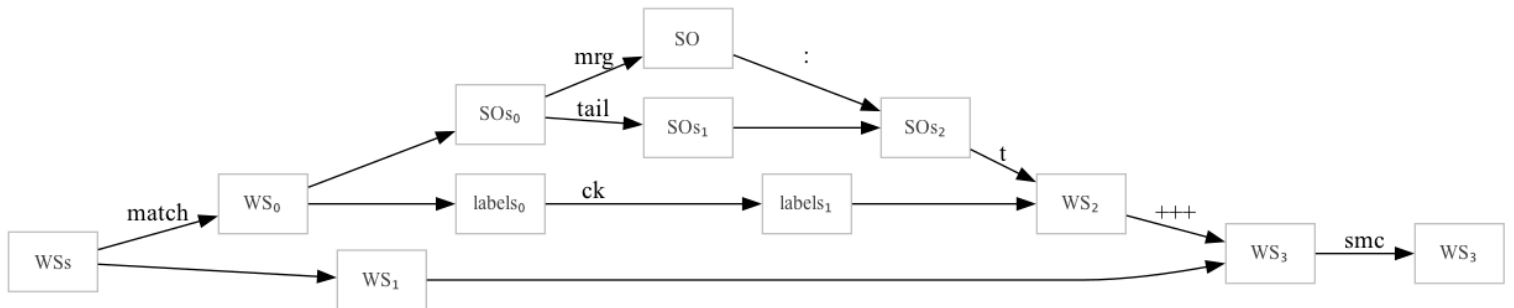 SO
mrg
:
SOs₀
tail
SOs₁
SOs₂
t
match
WS₀
labels₀
ck
labels₁
WS₂
+++
WSs
WS₁
WS₃
smc
WS₃